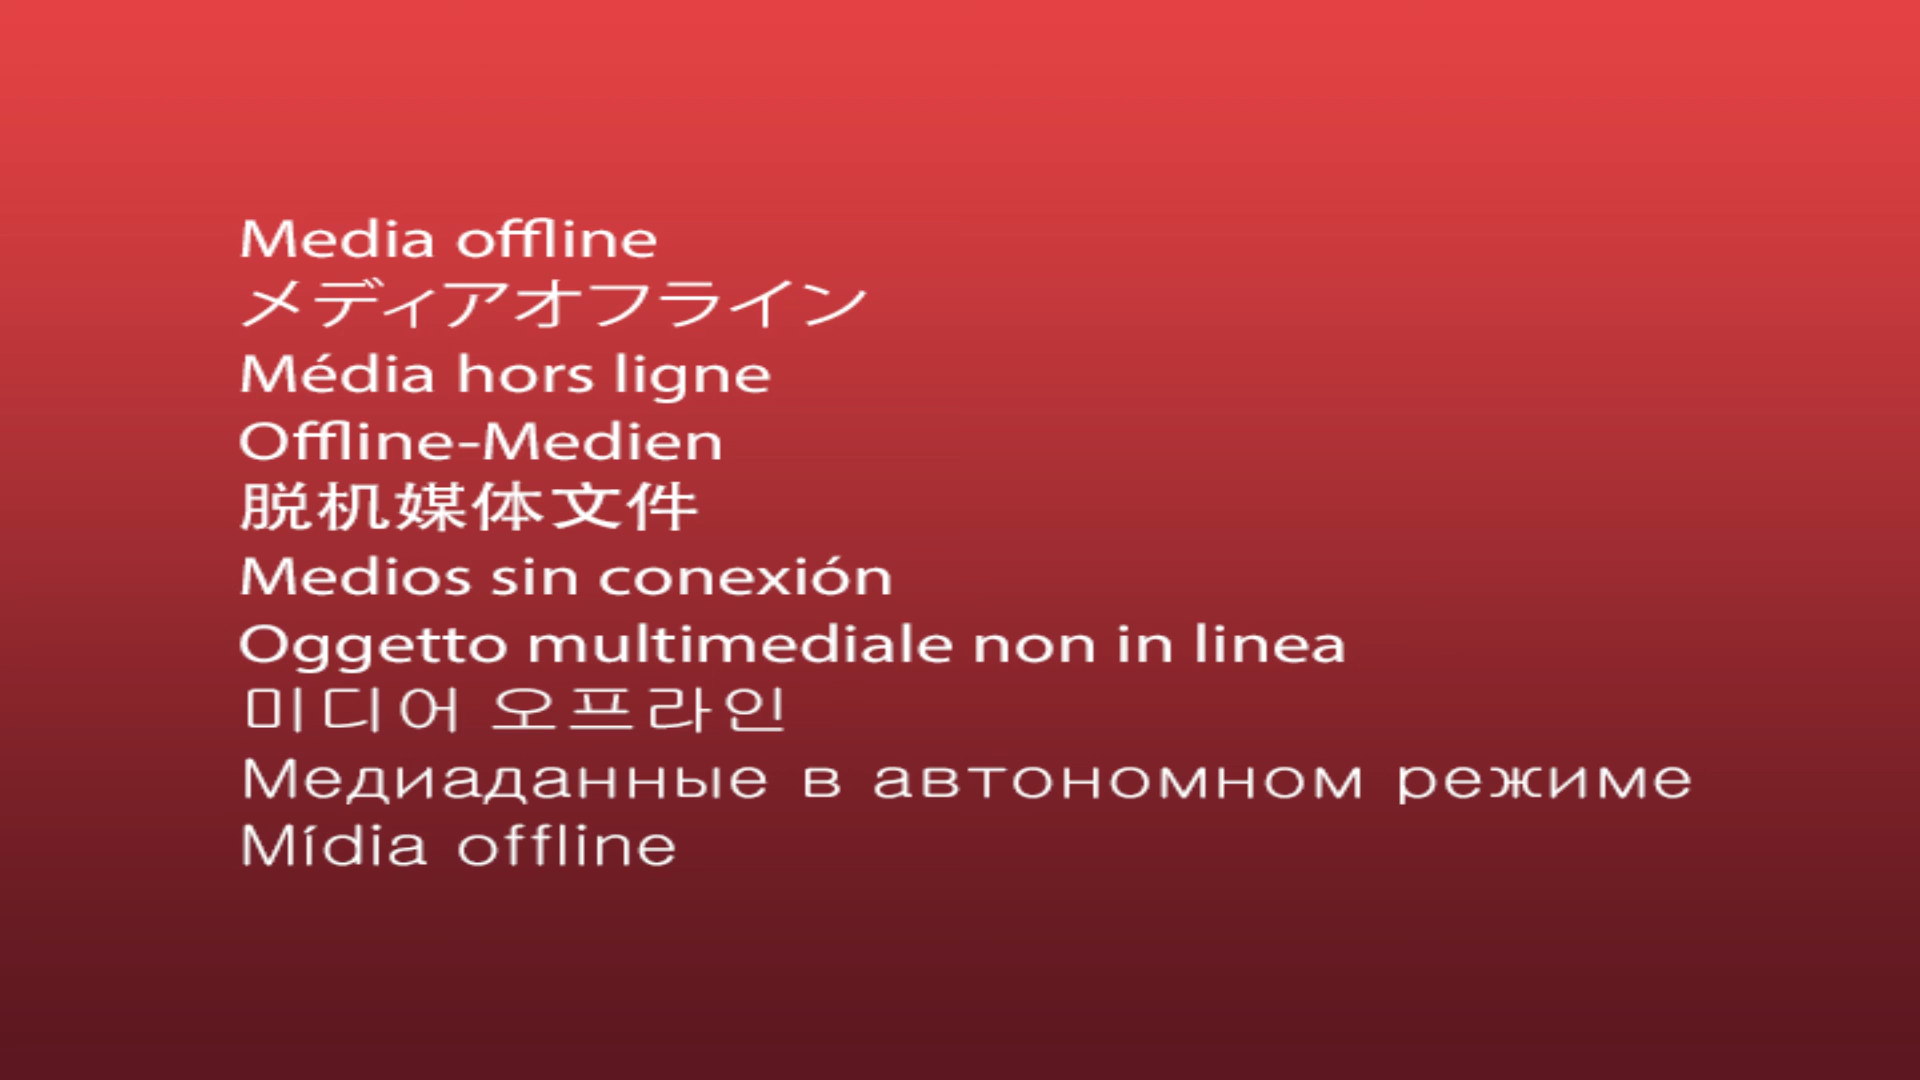 Media offline
メディアオフライン
Média hors ligne
Offline-Medien
脱机媒体文件
Medios sin conexión
Oggetto multimediale non in linea
미디어 오프라인
Медиаданные в автономном режиме
Mídia offline